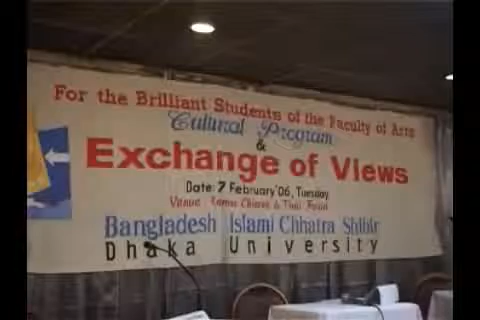 For the Brilliant Students of the Faculty of Arts
Cultural Program
&
Exchange of Views
Date: 7 February'06, Tuesday
Venue
Bangladesh Islami Chhatra Shibir
Dhaka University